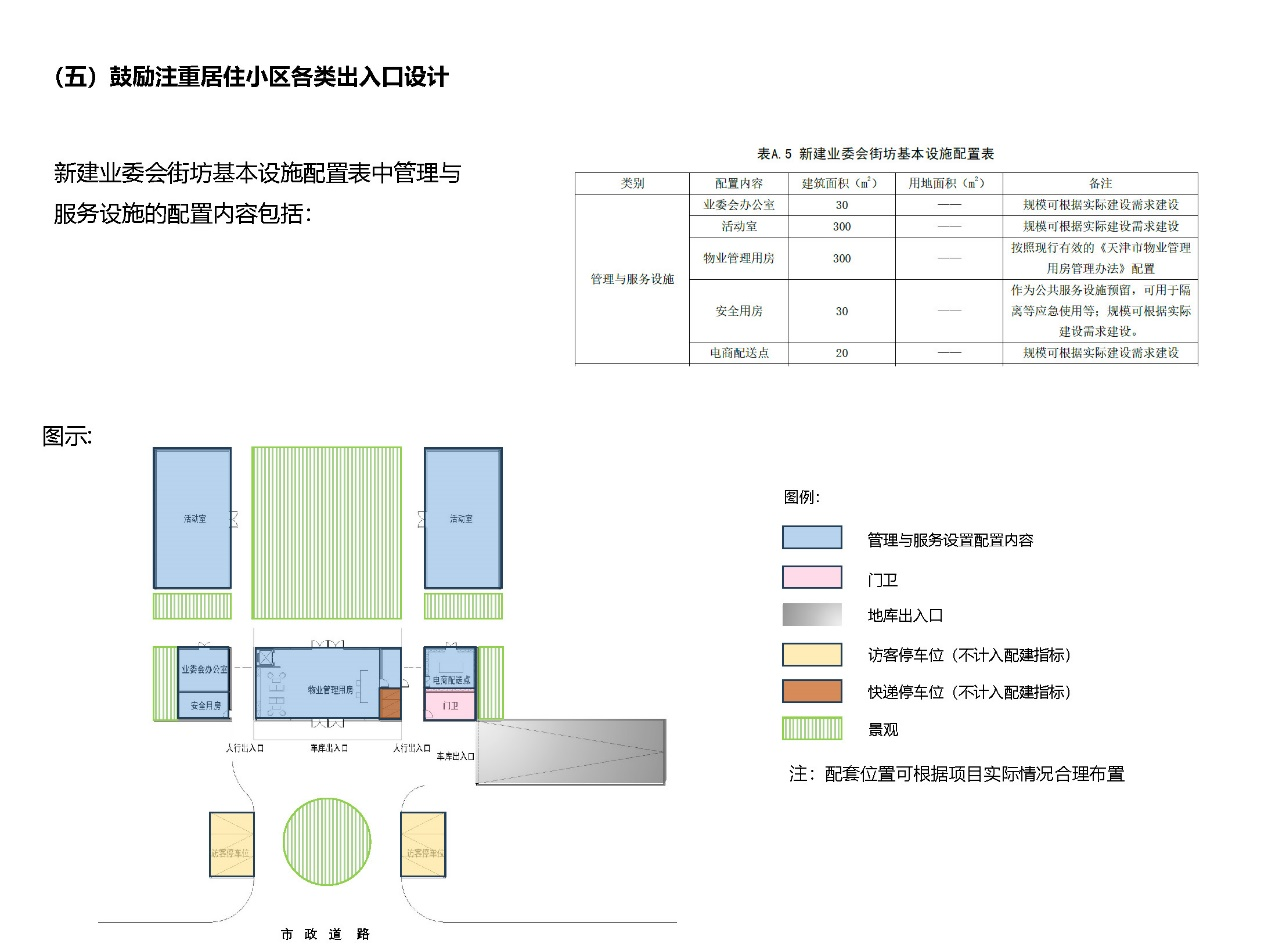 （五）鼓励注重居住小区各类出入口设计
新建业委会街坊基本设施配置表中管理与
服务设施的配置内容包括：
表A.5 新建业委会街坊基本设施配置表
类别 配置内容 建筑面积（m²） 用地面积（m²） 备注
管理与服务设施
业委会办公室 30 —— 规模可根据实际建设需求建设
活动室 300 —— 规模可根据实际建设需求建设
物业管理用房 300 —— 按照现行有效的《天津市物业管理
用房管理办法》配置
安全用房 30 —— 作为公共服务设施预留，可用于隔
离等应急使用等；规模可根据实际
建设需求建设。
电商配送点 20 —— 规模可根据实际建设需求建设
图示:
活动室
活动室
业委会办公室
安全用房
物业管理用房
电商配送点
门卫
人行出入口
车库出入口
人行出入口
车库出入口
访客停车位
访客停车位
市 政 道 路
图例：
管理与服务设置配置内容
门卫
地库出入口
访客停车位（不计入配建指标）
快递停车位（不计入配建指标）
景观
注：配套位置可根据项目实际情况合理布置